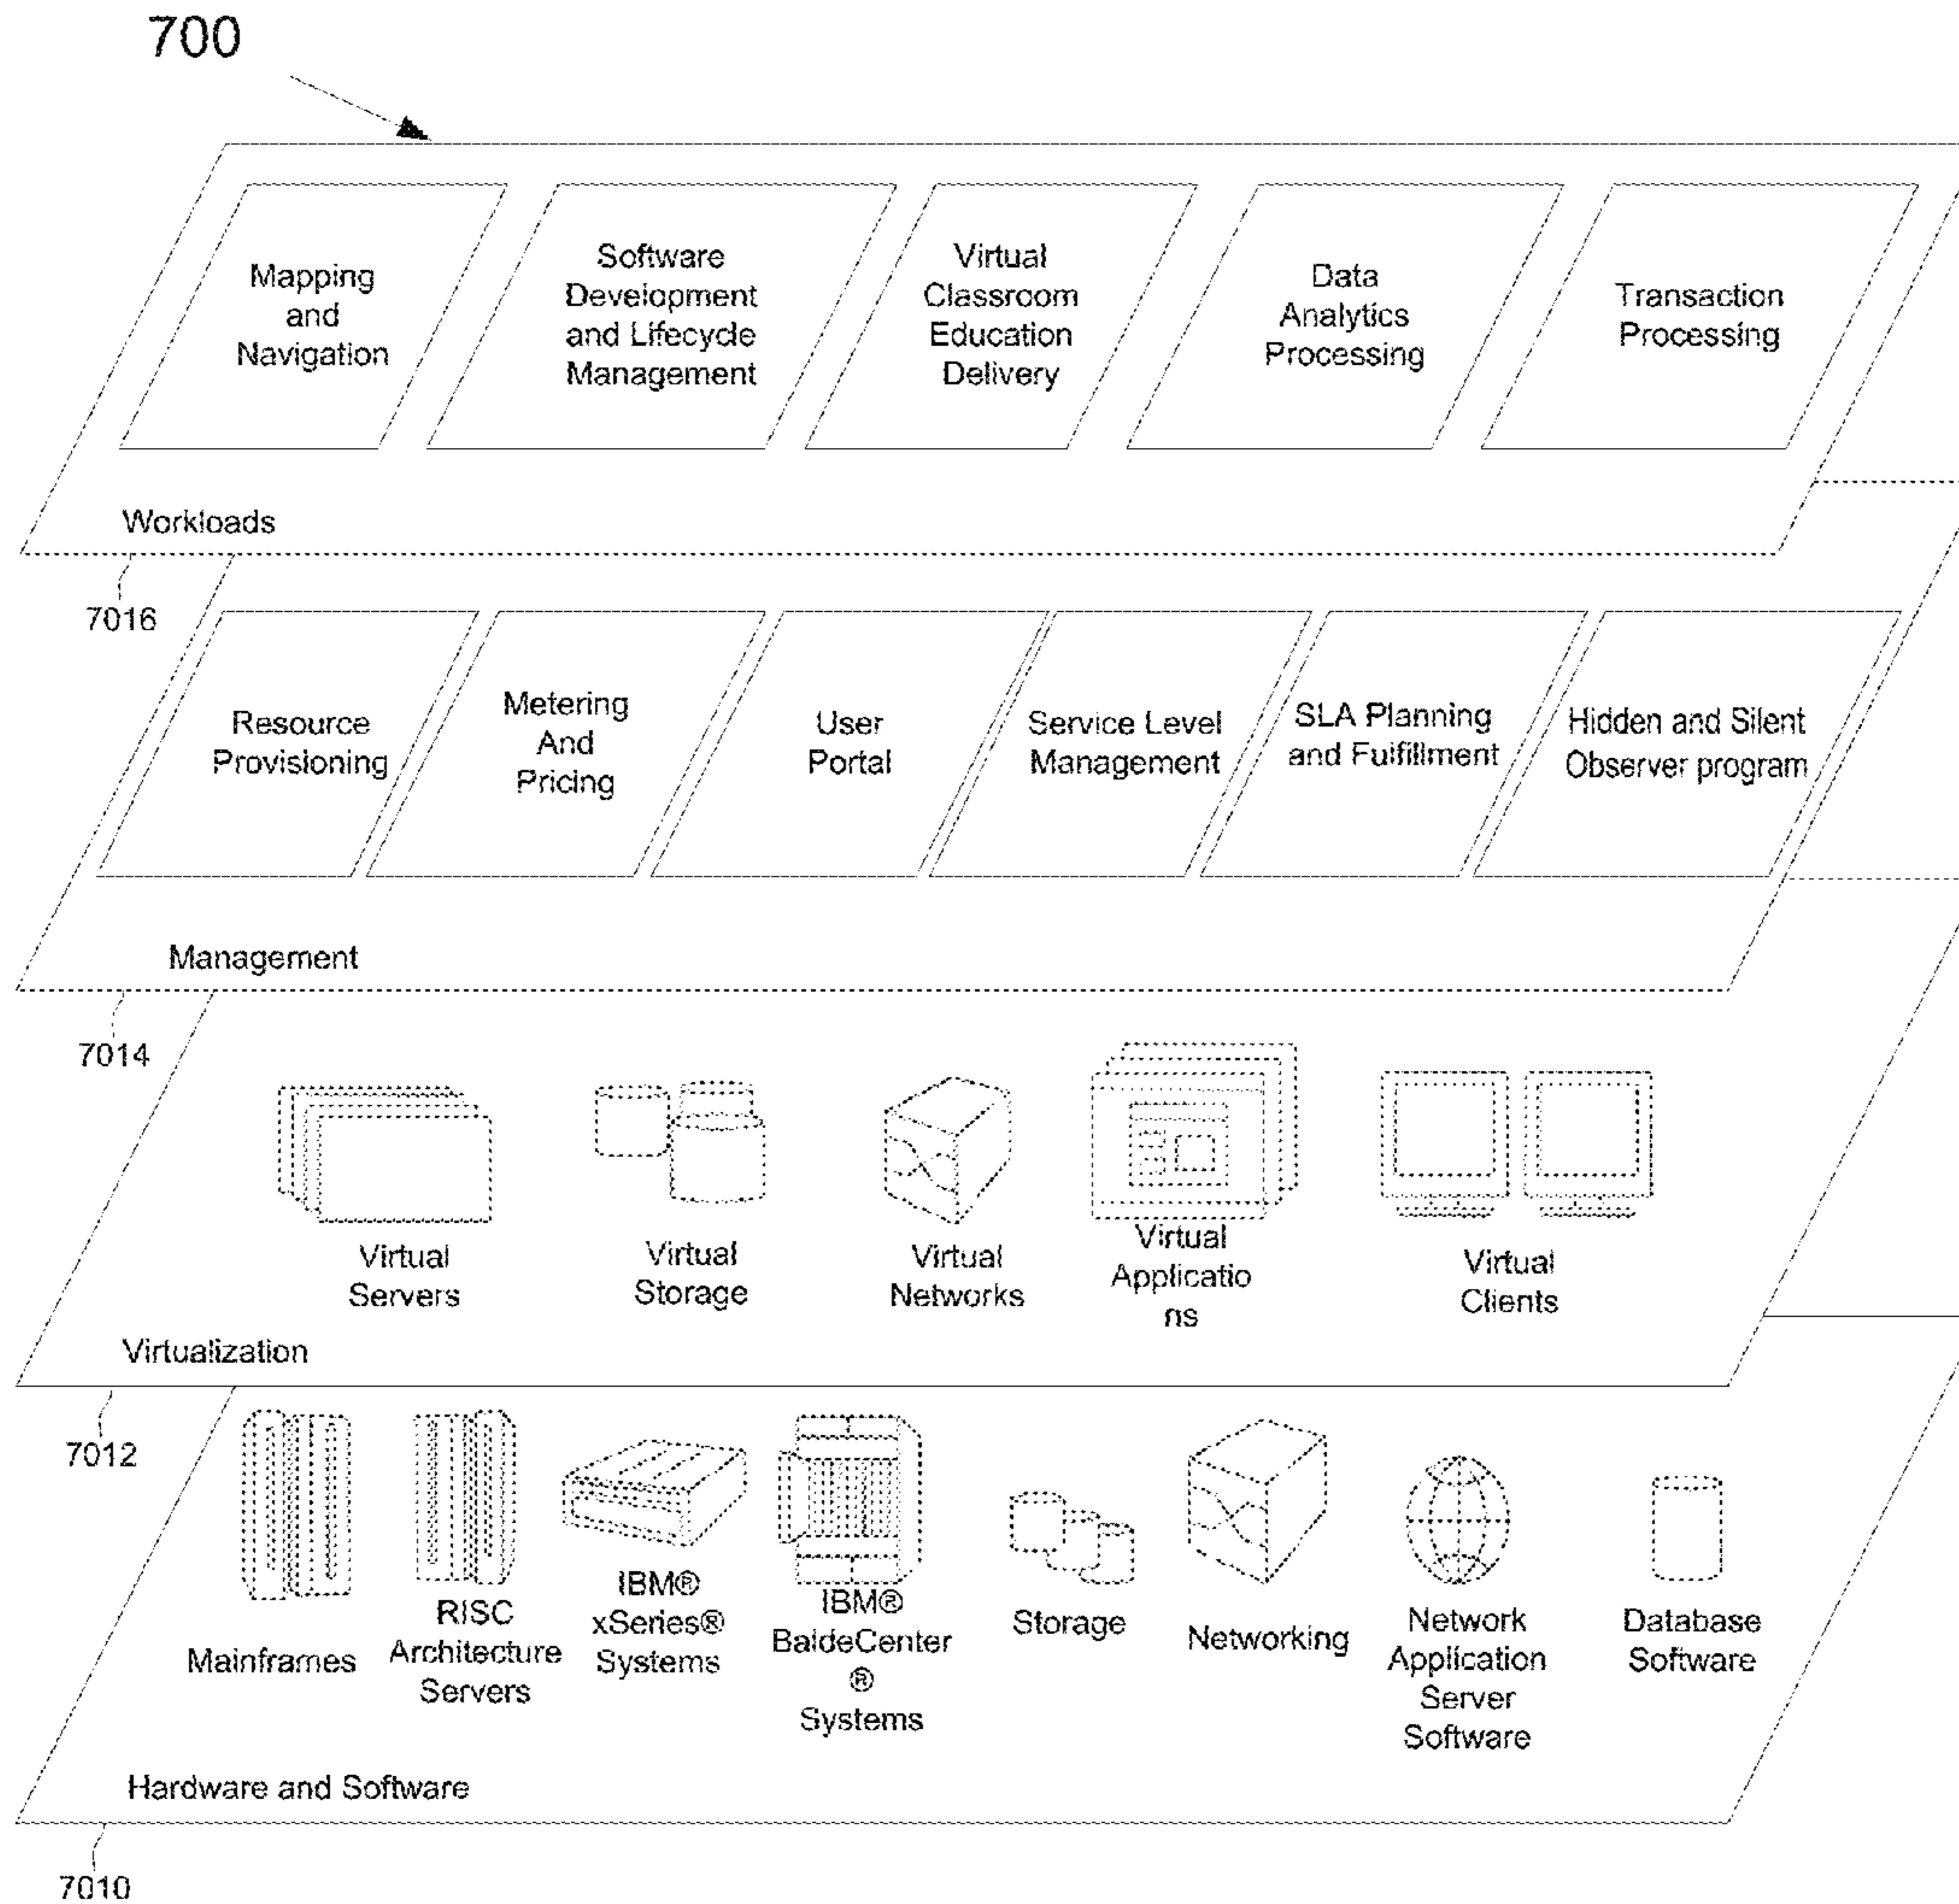 700
Mapping
and
Navigation
Software
Development
and Lifecycle
Management
Virtual
Classroom
Education
Delivery
Data
Analytics
Processing
Transaction
Processing
Workloads
7016
Resource
Provisioning
Metering
And
Pricing
User
Portal
Service Level
Management
SLA Planning
and Fulfillment
Hidden and Silent
Observer program
Management
7014
Virtual
Servers
Virtual
Storage
Virtual
Networks
Virtual
Applicatio
ns
Virtual
Clients
Virtualization
7012
Mainframes
RISC
Architecture
Servers
IBM®
xSeries®
Systems
IBM®
BaldeCenter
®
Systems
Storage
Networking
Network
Application
Server
Software
Database
Software
Hardware and Software
7010